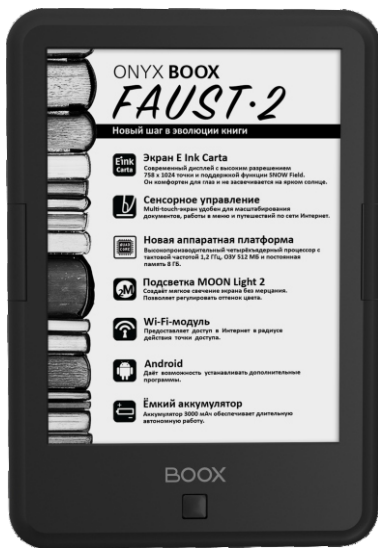 ONYX BOOX
FAUST·2
Новый шаг в эволюции книги
E ink
Carta
Экран E Ink Carta
Современный дисплей с высоким разрешением
758 x 1024 точки и поддержкой функции SNOW Field.
Он комфортен для глаз и не засвечивается на ярком солнце.
Сенсорное управление
Multi-touch-экран удобен для масштабирования
документов, работы в меню и путешествий по сети Интернет.
Новая аппаратная платформа
Высокопроизводительный четырёхъядерный процессор с
тактовой частотой 1,2 ГГц, ОЗУ 512 МБ и постоянная
память 8 ГБ.
Подсветка MOON Light 2
Создаёт мягкое свечение экрана без мерцания.
Позволяет регулировать оттенок цвета.
Wi-Fi-модуль
Предоставляет доступ в Интернет в радиусе
действия точки доступа.
Android
Даёт возможность устанавливать дополнительные
программы.
Ёмкий аккумулятор
Аккумулятор 3000 мАч обеспечивает длительную
автономную работу.
BOOX